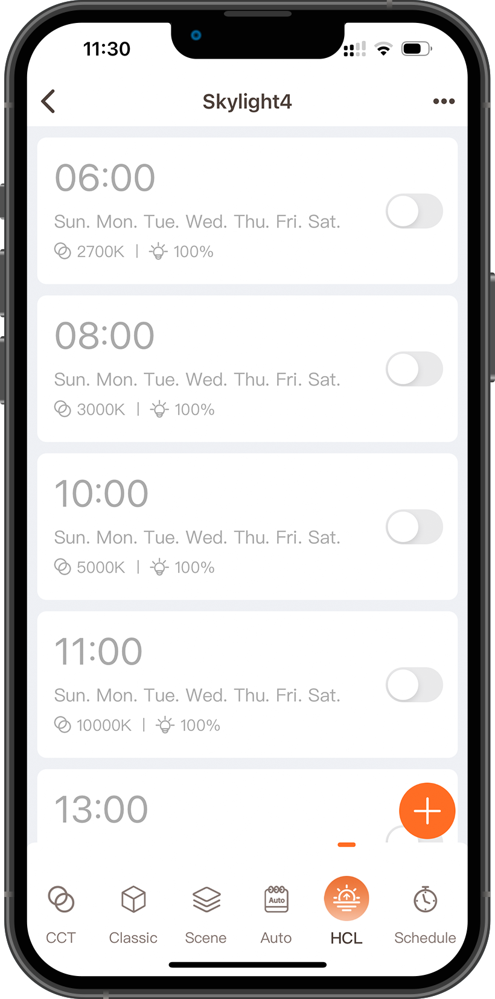 11:30
Skylight4
06:00
Sun. Mon. Tue. Wed. Thu. Fri. Sat.
2700K | 100%
08:00
Sun. Mon. Tue. Wed. Thu. Fri. Sat.
3000K | 100%
10:00
Sun. Mon. Tue. Wed. Thu. Fri. Sat.
5000K | 100%
11:00
Sun. Mon. Tue. Wed. Thu. Fri. Sat.
10000K | 100%
13:00
Auto
CCT Classic Scene Auto HCL Schedule